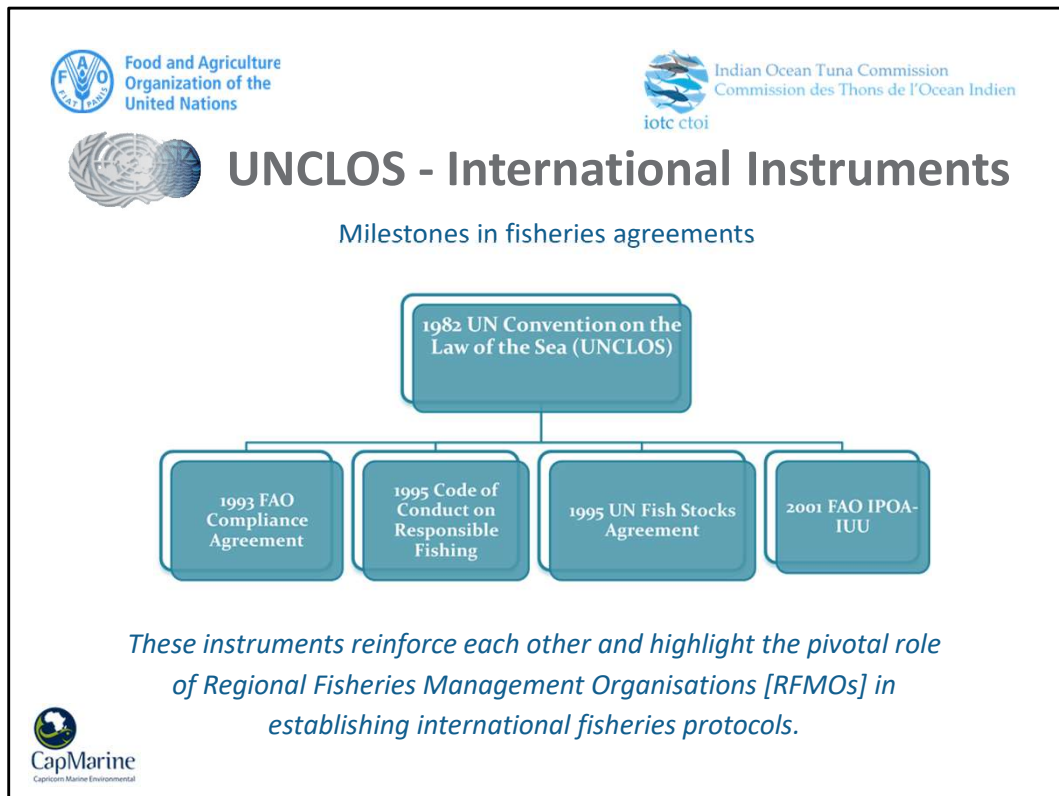 Food and Agriculture
Organization of the
United Nations
F A O
FIAT PANIS
Indian Ocean Tuna Commission
Commission des Thons de l'Ocean Indien
iotc ctoi
UNCLOS - International Instruments
Milestones in fisheries agreements
1982 UN Convention on the
Law of the Sea (UNCLOS)
1993 FAO
Compliance
Agreement
1995 Code of
Conduct on
Responsible
Fishing
1995 UN Fish Stocks
Agreement
2001 FAO IPOA-
IUU
These instruments reinforce each other and highlight the pivotal role
of Regional Fisheries Management Organisations [RFMOs] in
establishing international fisheries protocols.
CapMarine
Capricorn Marine Environmental